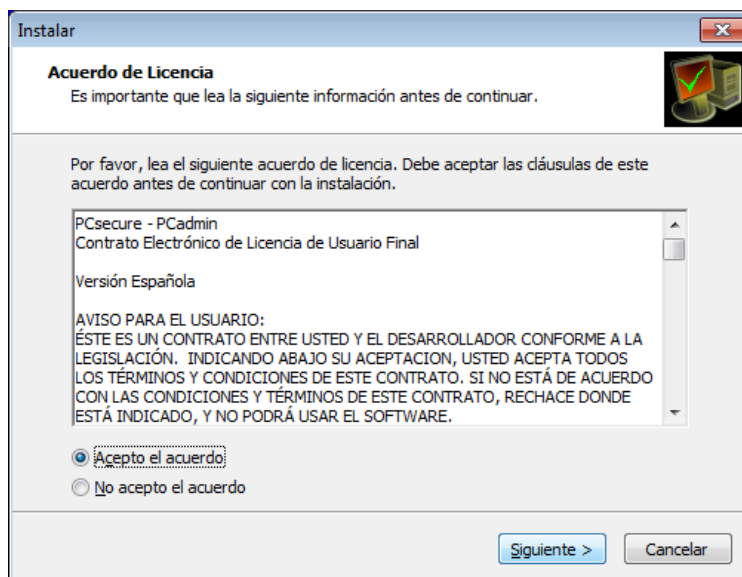 Instalar
Acuerdo de Licencia
Es importante que lea la siguiente información antes de continuar.
Por favor, lea el siguiente acuerdo de licencia. Debe aceptar las cláusulas de este
acuerdo antes de continuar con la instalación.
PCsecure - PCadmin
Contrato Electrónico de Licencia de Usuario Final
Versión Española
AVISO PARA EL USUARIO:
ÉSTE ES UN CONTRATO ENTRE USTED Y EL DESARROLLADOR CONFORME A LA
LEGISLACIÓN.  INDICANDO ABAJO SU ACEPTACION, USTED ACEPTA TODOS
LOS TÉRMINOS Y CONDICIONES DE ESTE CONTRATO. SI NO ESTÁ DE ACUERDO
CON LAS CONDICIONES Y TÉRMINOS DE ESTE CONTRATO, RECHACE DONDE
ESTÁ INDICADO, Y NO PODRÁ USAR EL SOFTWARE.
Acepto el acuerdo
No acepto el acuerdo
Siguiente >
Cancelar